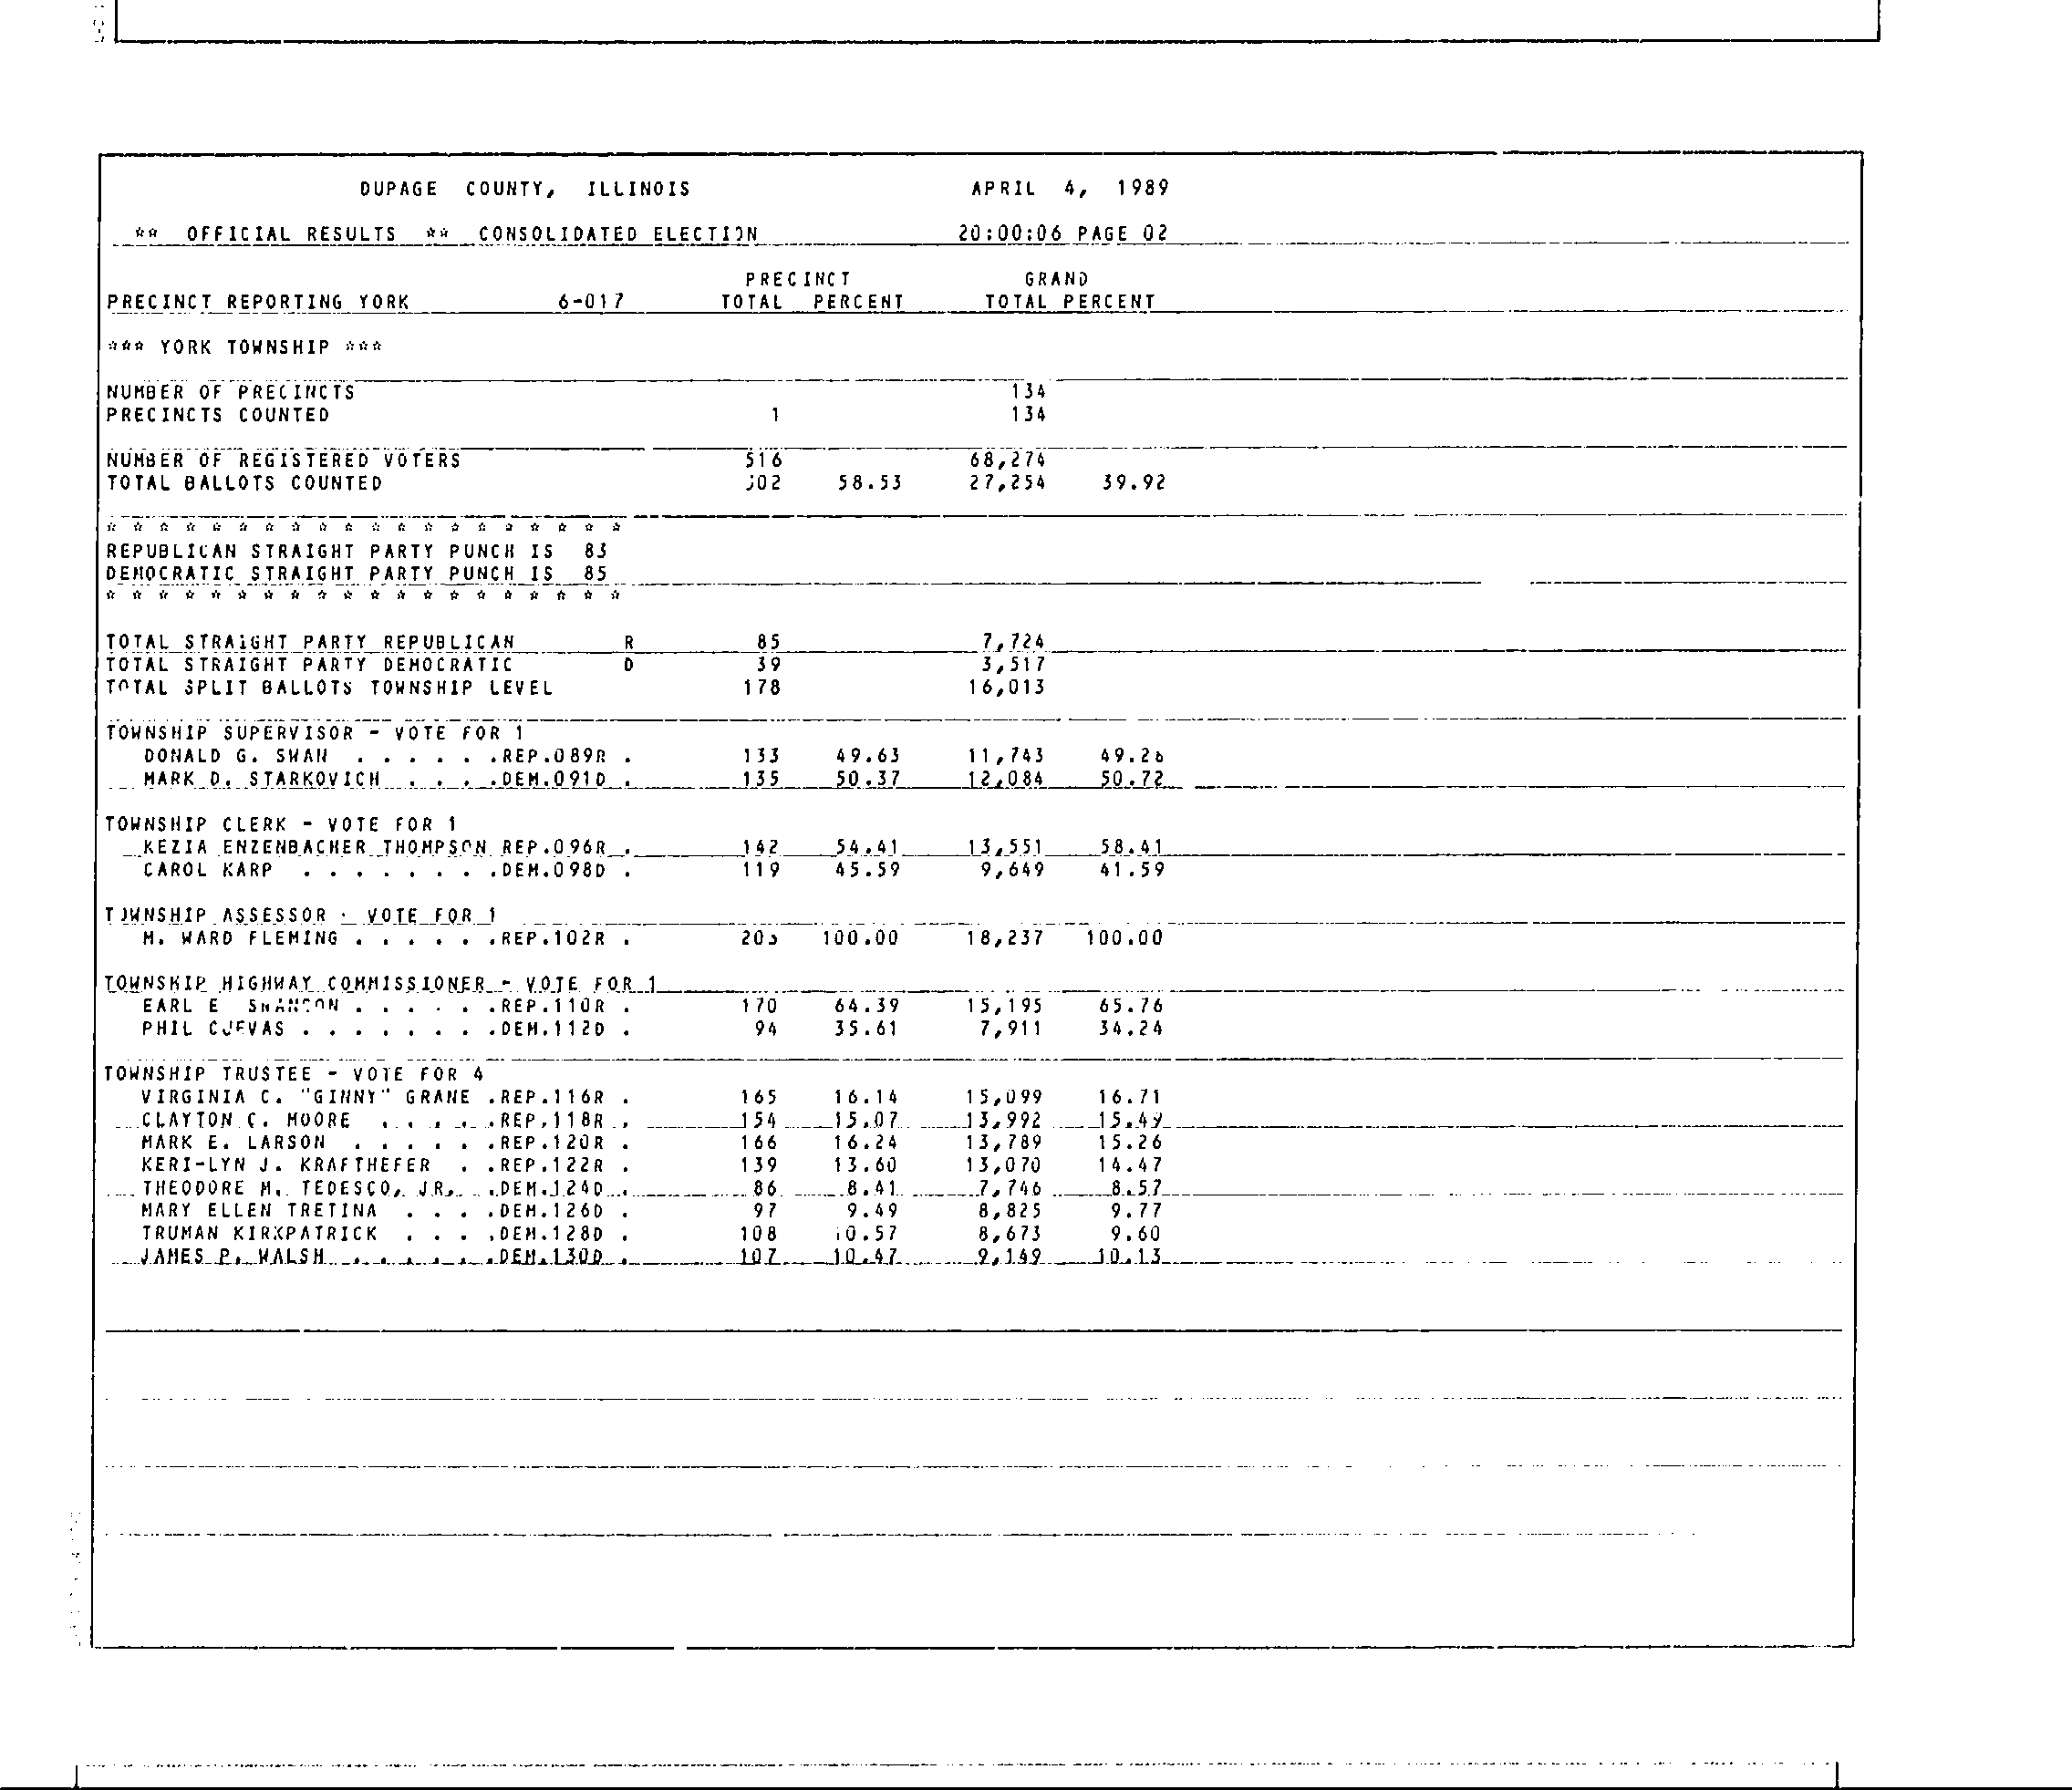 DUPAGE COUNTY, ILLINOIS APRIL 4, 1989
** OFFICIAL RESULTS ** CONSOLIDATED ELECTION 20:00:06 PAGE 02
PRECINCT GRAND
PRECINCT REPORTING YORK 6-017 TOTAL PERCENT TOTAL PERCENT
*** YORK TOWNSHIP ***
NUMBER OF PRECINCTS 134
PRECINCTS COUNTED 1 134
NUMBER OF REGISTERED VOTERS 516 68,274
TOTAL BALLOTS COUNTED 302 58.53 27,254 39.92
* * * * * * * * * * * * * * * * * * * *
REPUBLICAN STRAIGHT PARTY PUNCH IS 83
DEMOCRATIC STRAIGHT PARTY PUNCH IS 85
* * * * * * * * * * * * * * * * * * * *
TOTAL STRAIGHT PARTY REPUBLICAN R 85 7,724
TOTAL STRAIGHT PARTY DEMOCRATIC D 39 3,517
TOTAL SPLIT BALLOTS TOWNSHIP LEVEL 178 16,013
TOWNSHIP SUPERVISOR - VOTE FOR 1
DONALD G. SWAN . . . . . .REP.089R . 133 49.63 11,743 49.28
MARK D. STARKOVICH . . . .DEM.091D . 135 50.37 12,084 50.72
TOWNSHIP CLERK - VOTE FOR 1
KEZIA ENZENBACHER THOMPSON REP.096R . 142 54.41 13,551 58.41
CAROL KARP . . . . . . . .DEM.098D . 119 45.59 9,649 41.59
TOWNSHIP ASSESSOR - VOTE FOR 1
M. WARD FLEMING . . . . . .REP.102R . 100.00 18,237 100.00
TOWNSHIP HIGHWAY COMMISSIONER - VOTE FOR 1
EARL E SWANSON . . . . . .REP.110R . 170 64.39 15,195 65.76
PHIL CUEVAS . . . . . . . .DEM.112D . 94 35.61 7,911 34.24
TOWNSHIP TRUSTEE - VOTE FOR 4
VIRGINIA C. "GINNY" GRANE .REP.116R . 165 16.14 15,099 16.71
CLAYTON C. MOORE . . . . .REP.118R . 154 15.07 13,992 15.49
MARK E. LARSON . . . . . .REP.120R . 166 16.24 13,789 15.26
KERI-LYN J. KRAFTHEFER . .REP.122R . 139 13.60 13,070 14.47
THEODORE M. TEDESCO, JR. .DEM.124D . 86 8.41 7,746 8.57
MARY ELLEN TRETINA . . . .DEM.126D . 97 9.49 8,825 9.77
TRUMAN KIRKPATRICK . . . .DEM.128D . 108 10.57 8,673 9.60
JAMES P. WALSH . . . . . .DEM.130D . 107 10.47 9,149 10.13